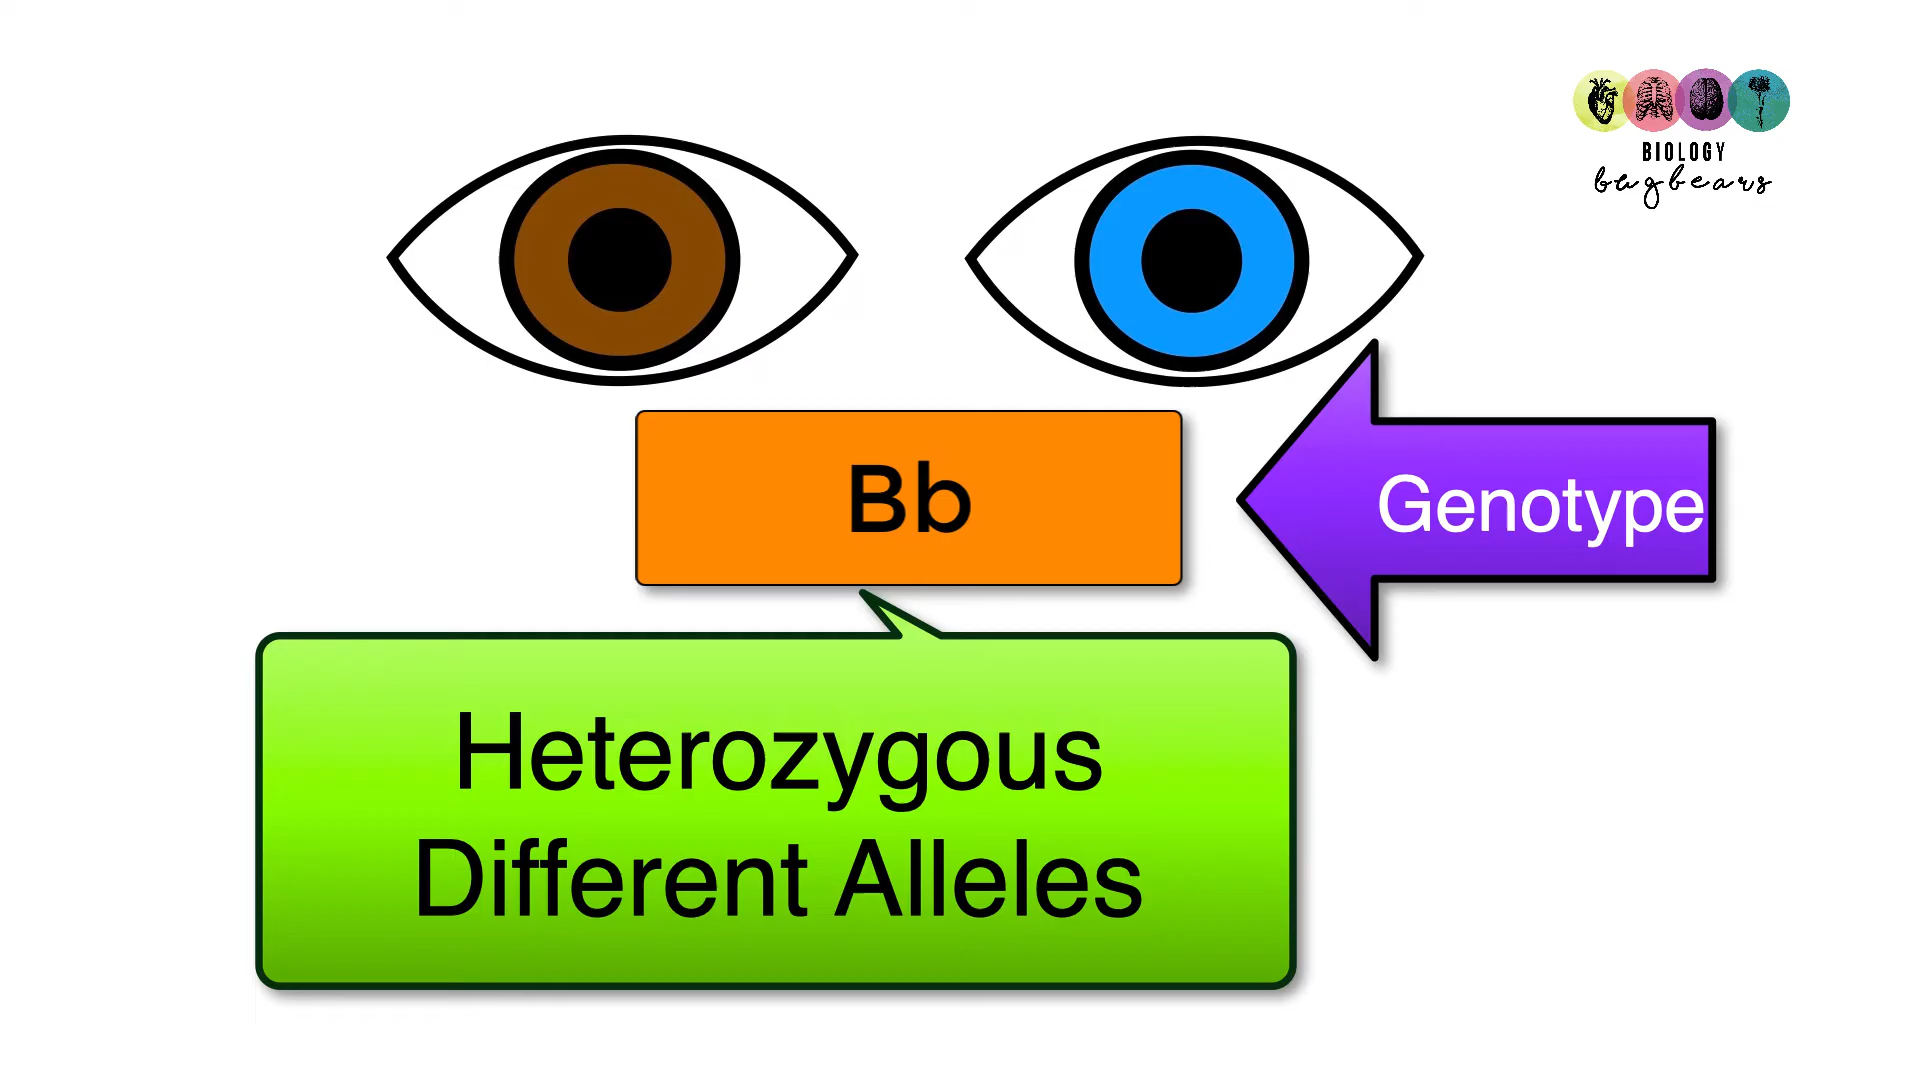 BIOLOGY
bugbears
Bb
Genotype
Heterozygous
Different Alleles